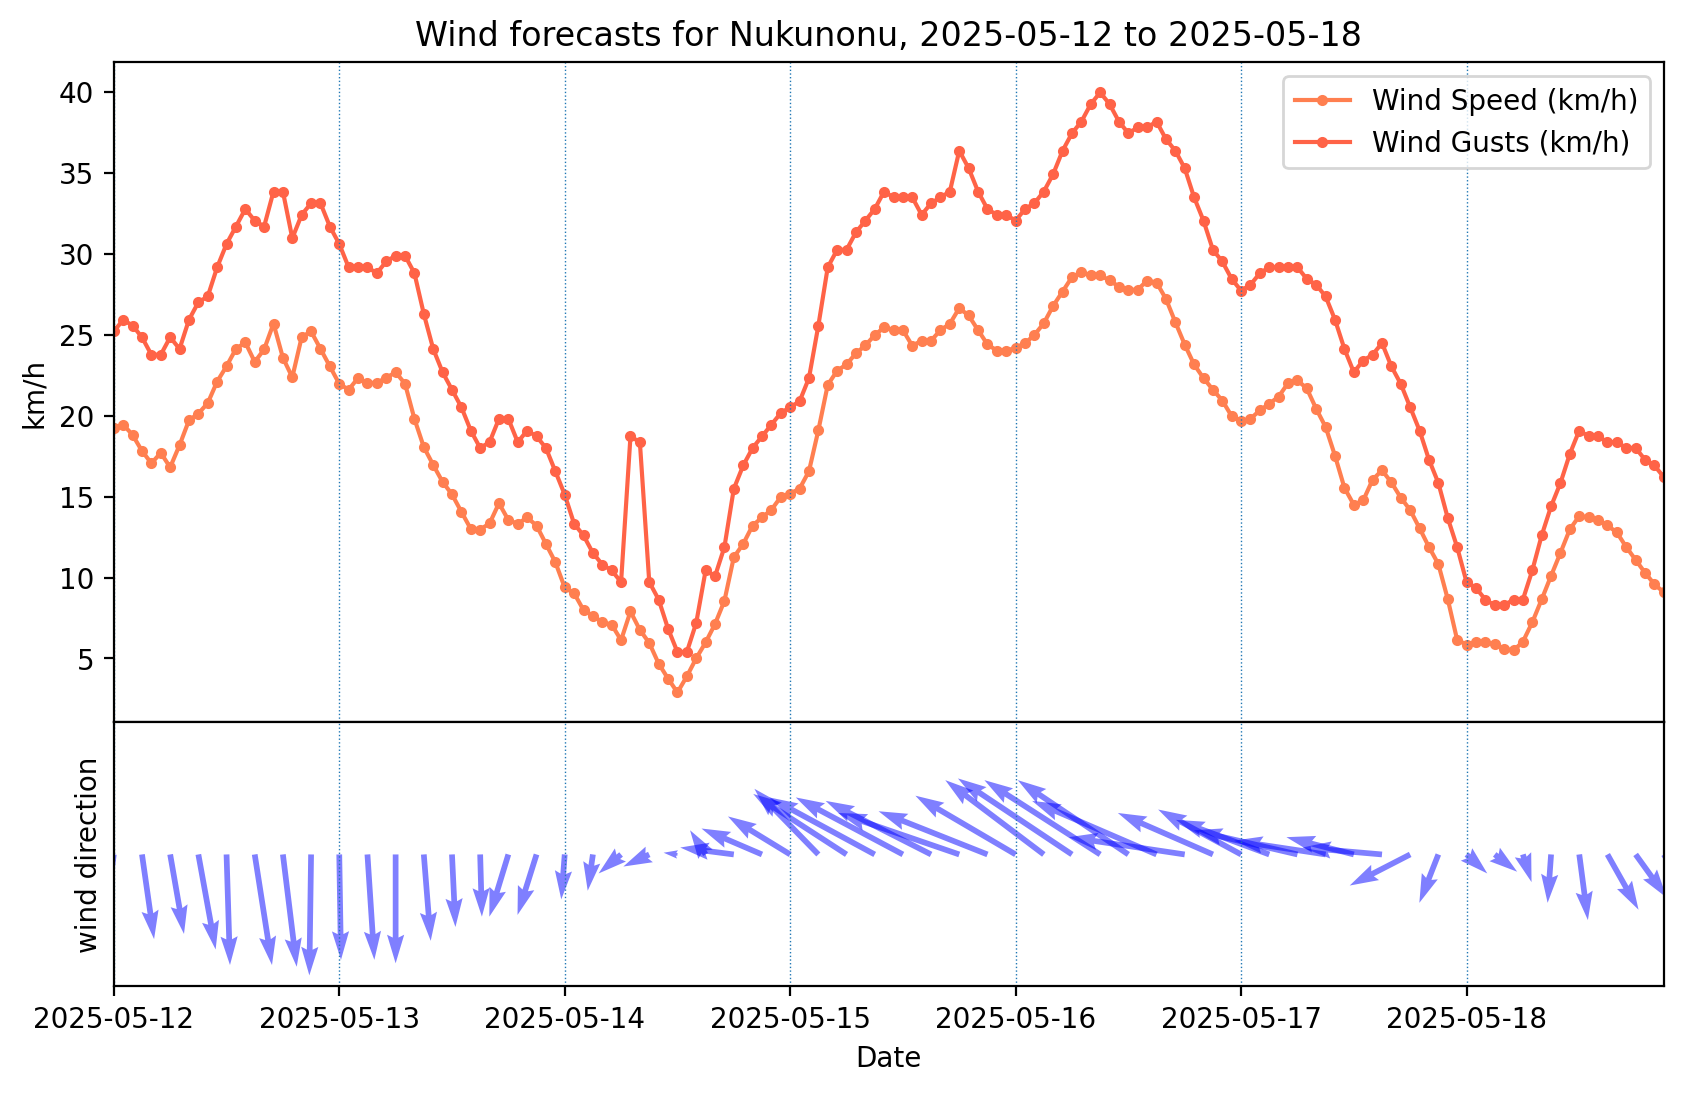 Wind forecasts for Nukunonu, 2025-05-12 to 2025-05-18
40
35
30
25
20
15
10
5
km/h
Wind Speed (km/h)
Wind Gusts (km/h)
wind direction
2025-05-12
2025-05-13
2025-05-14
2025-05-15
2025-05-16
2025-05-17
2025-05-18
Date